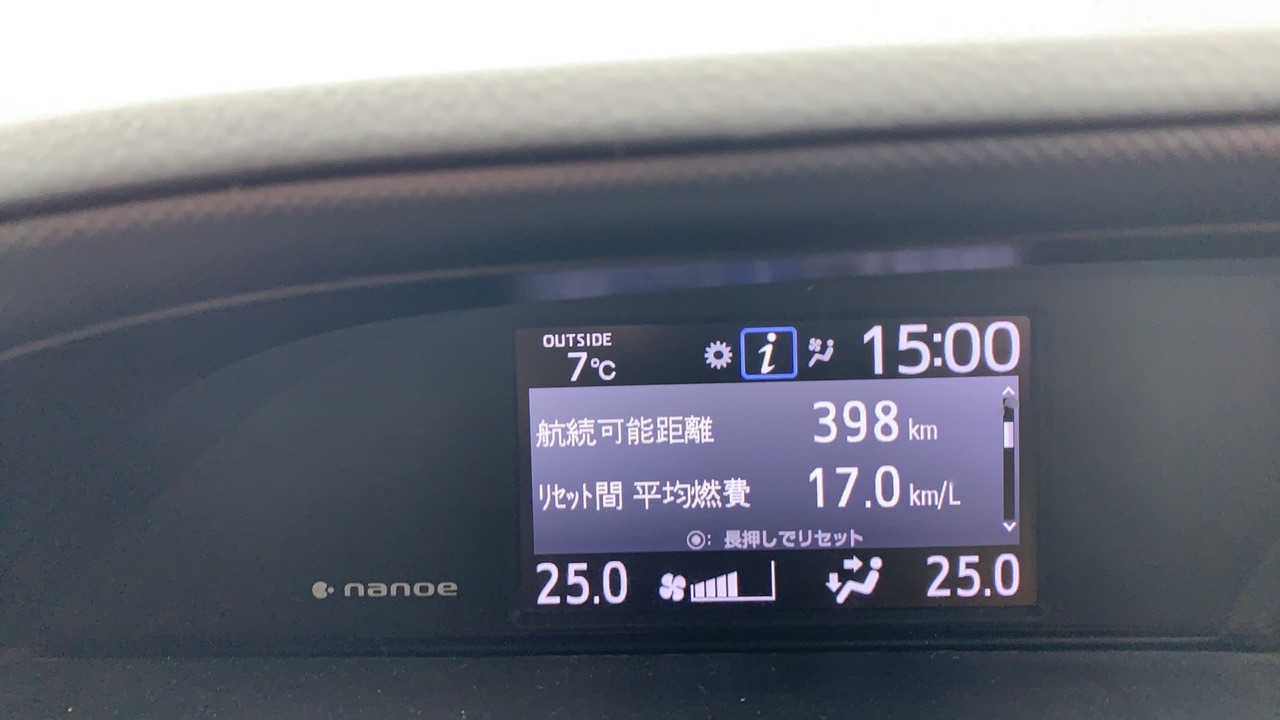 OUTSIDE
7℃
i
15:00
航続可能距離 398 km
リセット間 平均燃費 17.0 km/L
◉: 長押しでリセット
25.0 25.0
nanoe